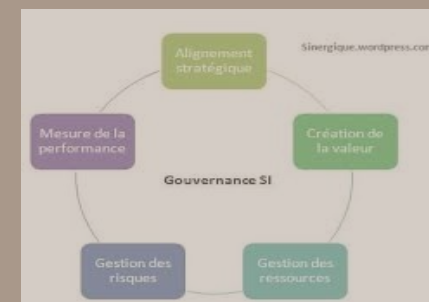 Alignement
stratégique
Sinergique.wordpress.com
Mesure de la
performance
Création de
la valeur
Gouvernance SI
Gestion des
risques
Gestion des
ressources